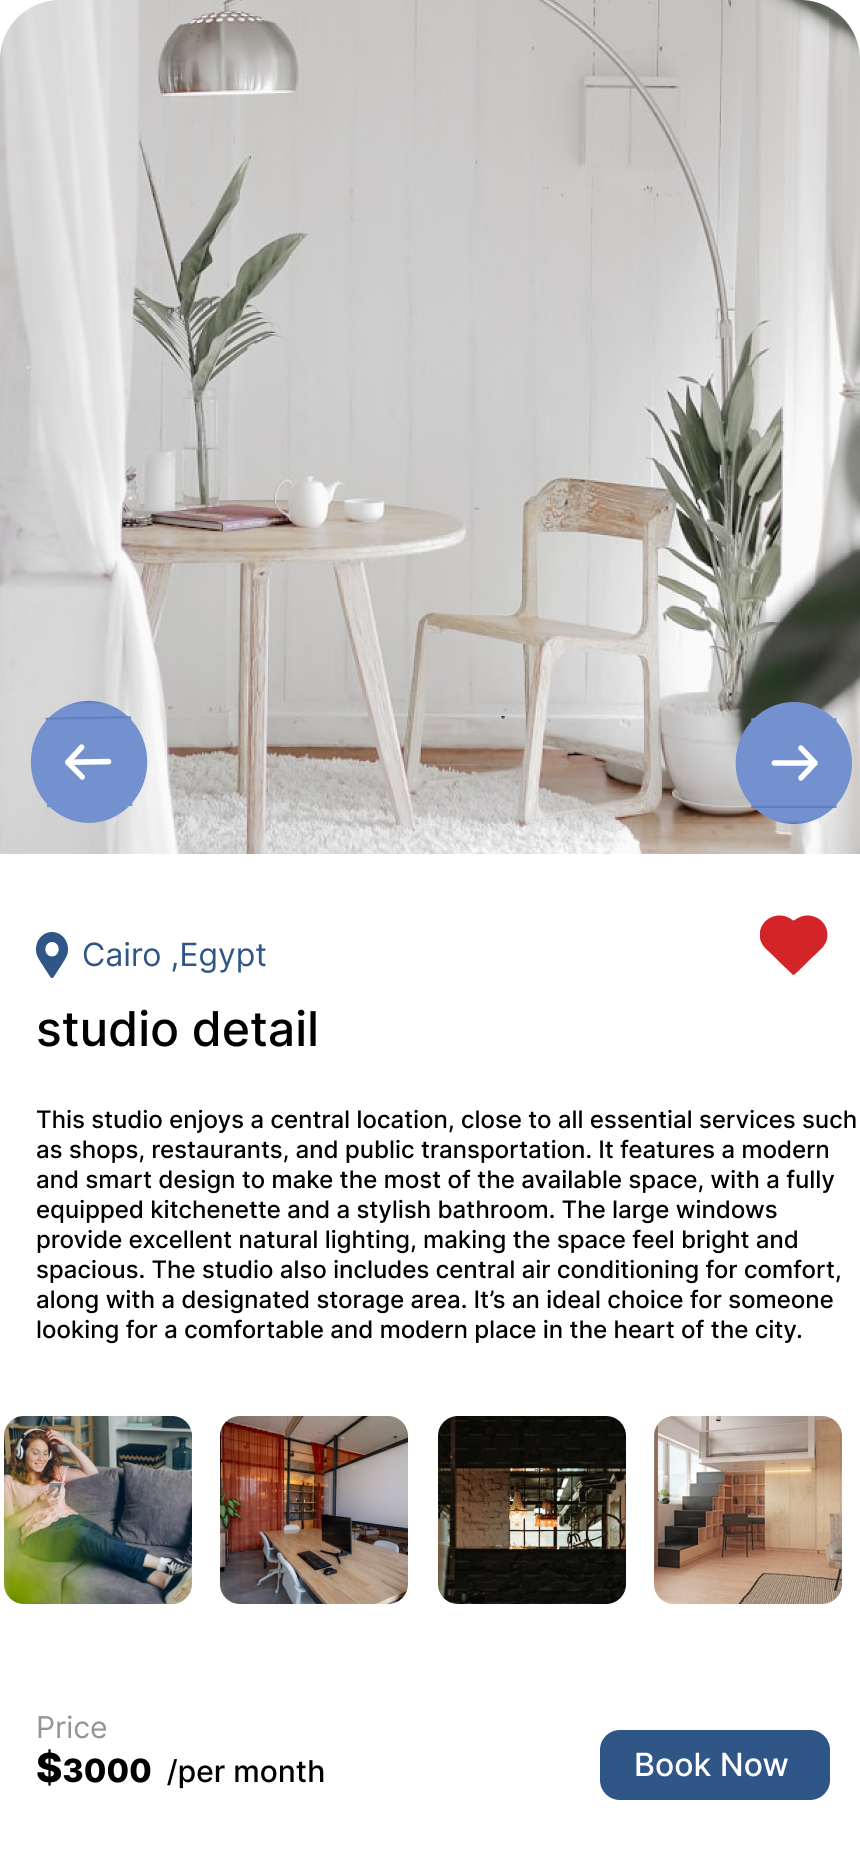 Cairo ,Egypt
studio detail
This studio enjoys a central location, close to all essential services such
as shops, restaurants, and public transportation. It features a modern
and smart design to make the most of the available space, with a fully
equipped kitchenette and a stylish bathroom. The large windows
provide excellent natural lighting, making the space feel bright and
spacious. The studio also includes central air conditioning for comfort,
along with a designated storage area. It’s an ideal choice for someone
looking for a comfortable and modern place in the heart of the city.
Price
$3000 /per month
Book Now